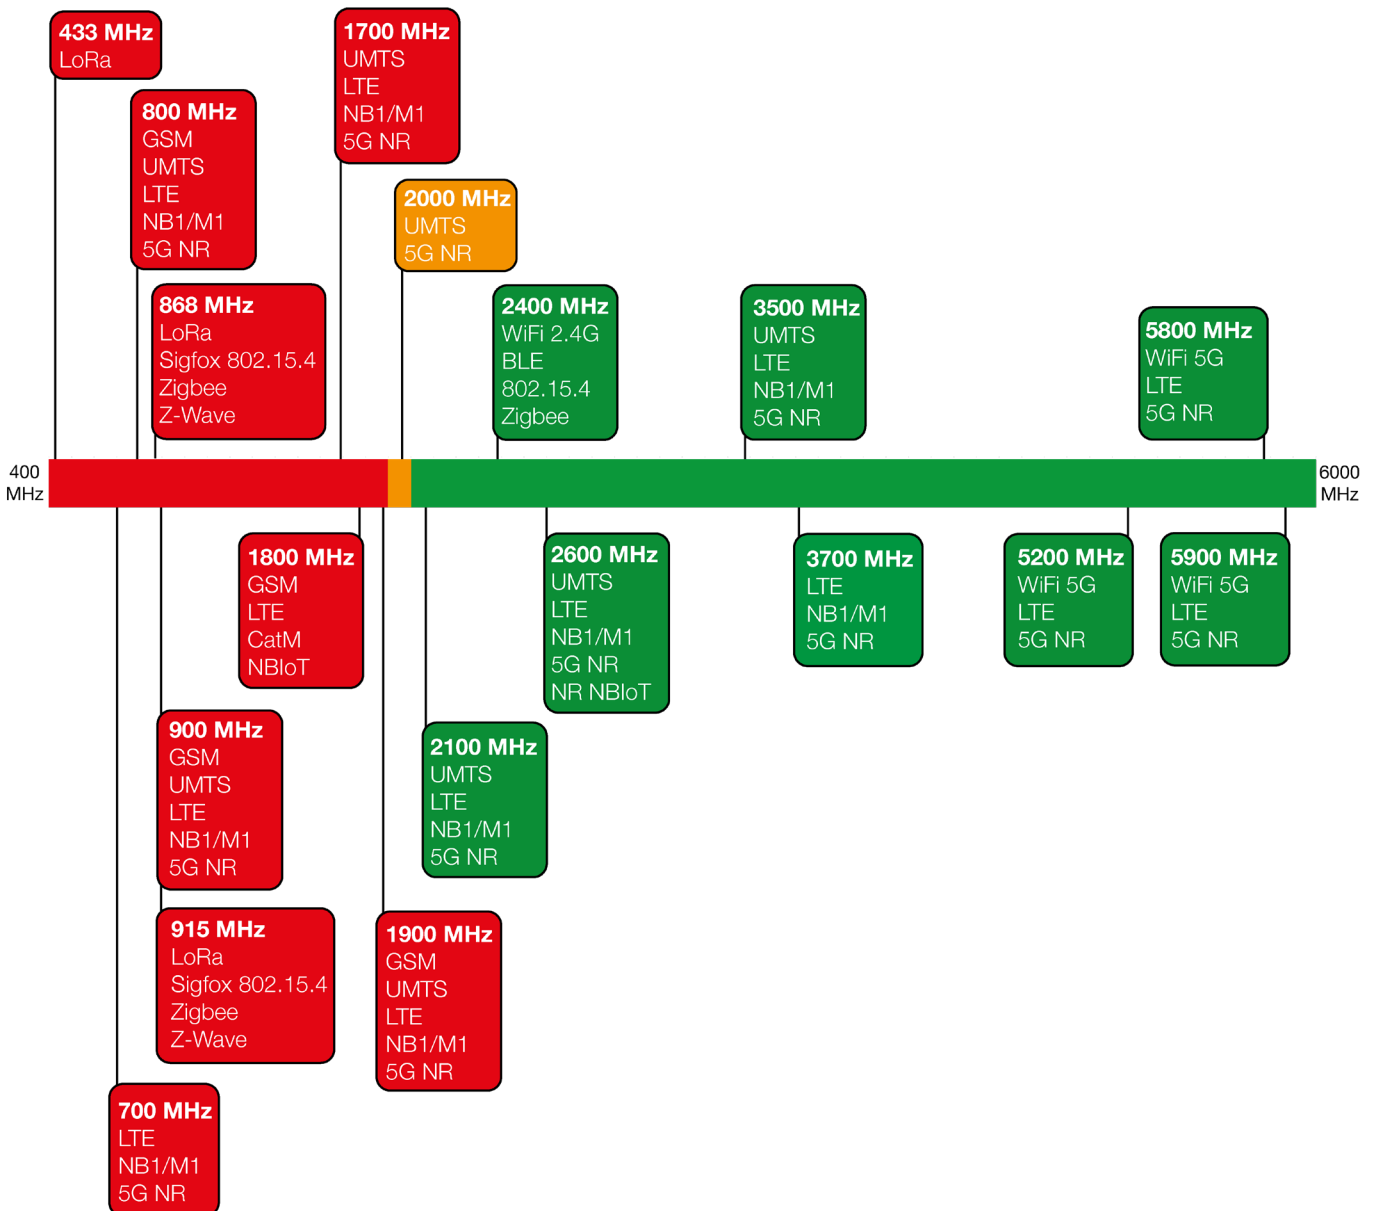 433 MHz
LoRa
1700 MHz
UMTS
LTE
NB1/M1
5G NR
800 MHz
GSM
UMTS
LTE
NB1/M1
5G NR
2000 MHz
UMTS
5G NR
868 MHz
LoRa
Sigfox 802.15.4
Zigbee
Z-Wave
2400 MHz
WiFi 2.4G
BLE
802.15.4
Zigbee
3500 MHz
UMTS
LTE
NB1/M1
5G NR
5800 MHz
WiFi 5G
LTE
5G NR
400
MHz
6000
MHz
1800 MHz
GSM
LTE
CatM
NBIoT
2600 MHz
UMTS
LTE
NB1/M1
5G NR
NR NBIoT
3700 MHz
LTE
NB1/M1
5G NR
5200 MHz
WiFi 5G
LTE
5G NR
5900 MHz
WiFi 5G
LTE
5G NR
900 MHz
GSM
UMTS
LTE
NB1/M1
5G NR
2100 MHz
UMTS
LTE
NB1/M1
5G NR
915 MHz
LoRa
Sigfox 802.15.4
Zigbee
Z-Wave
1900 MHz
GSM
UMTS
LTE
NB1/M1
5G NR
700 MHz
LTE
NB1/M1
5G NR